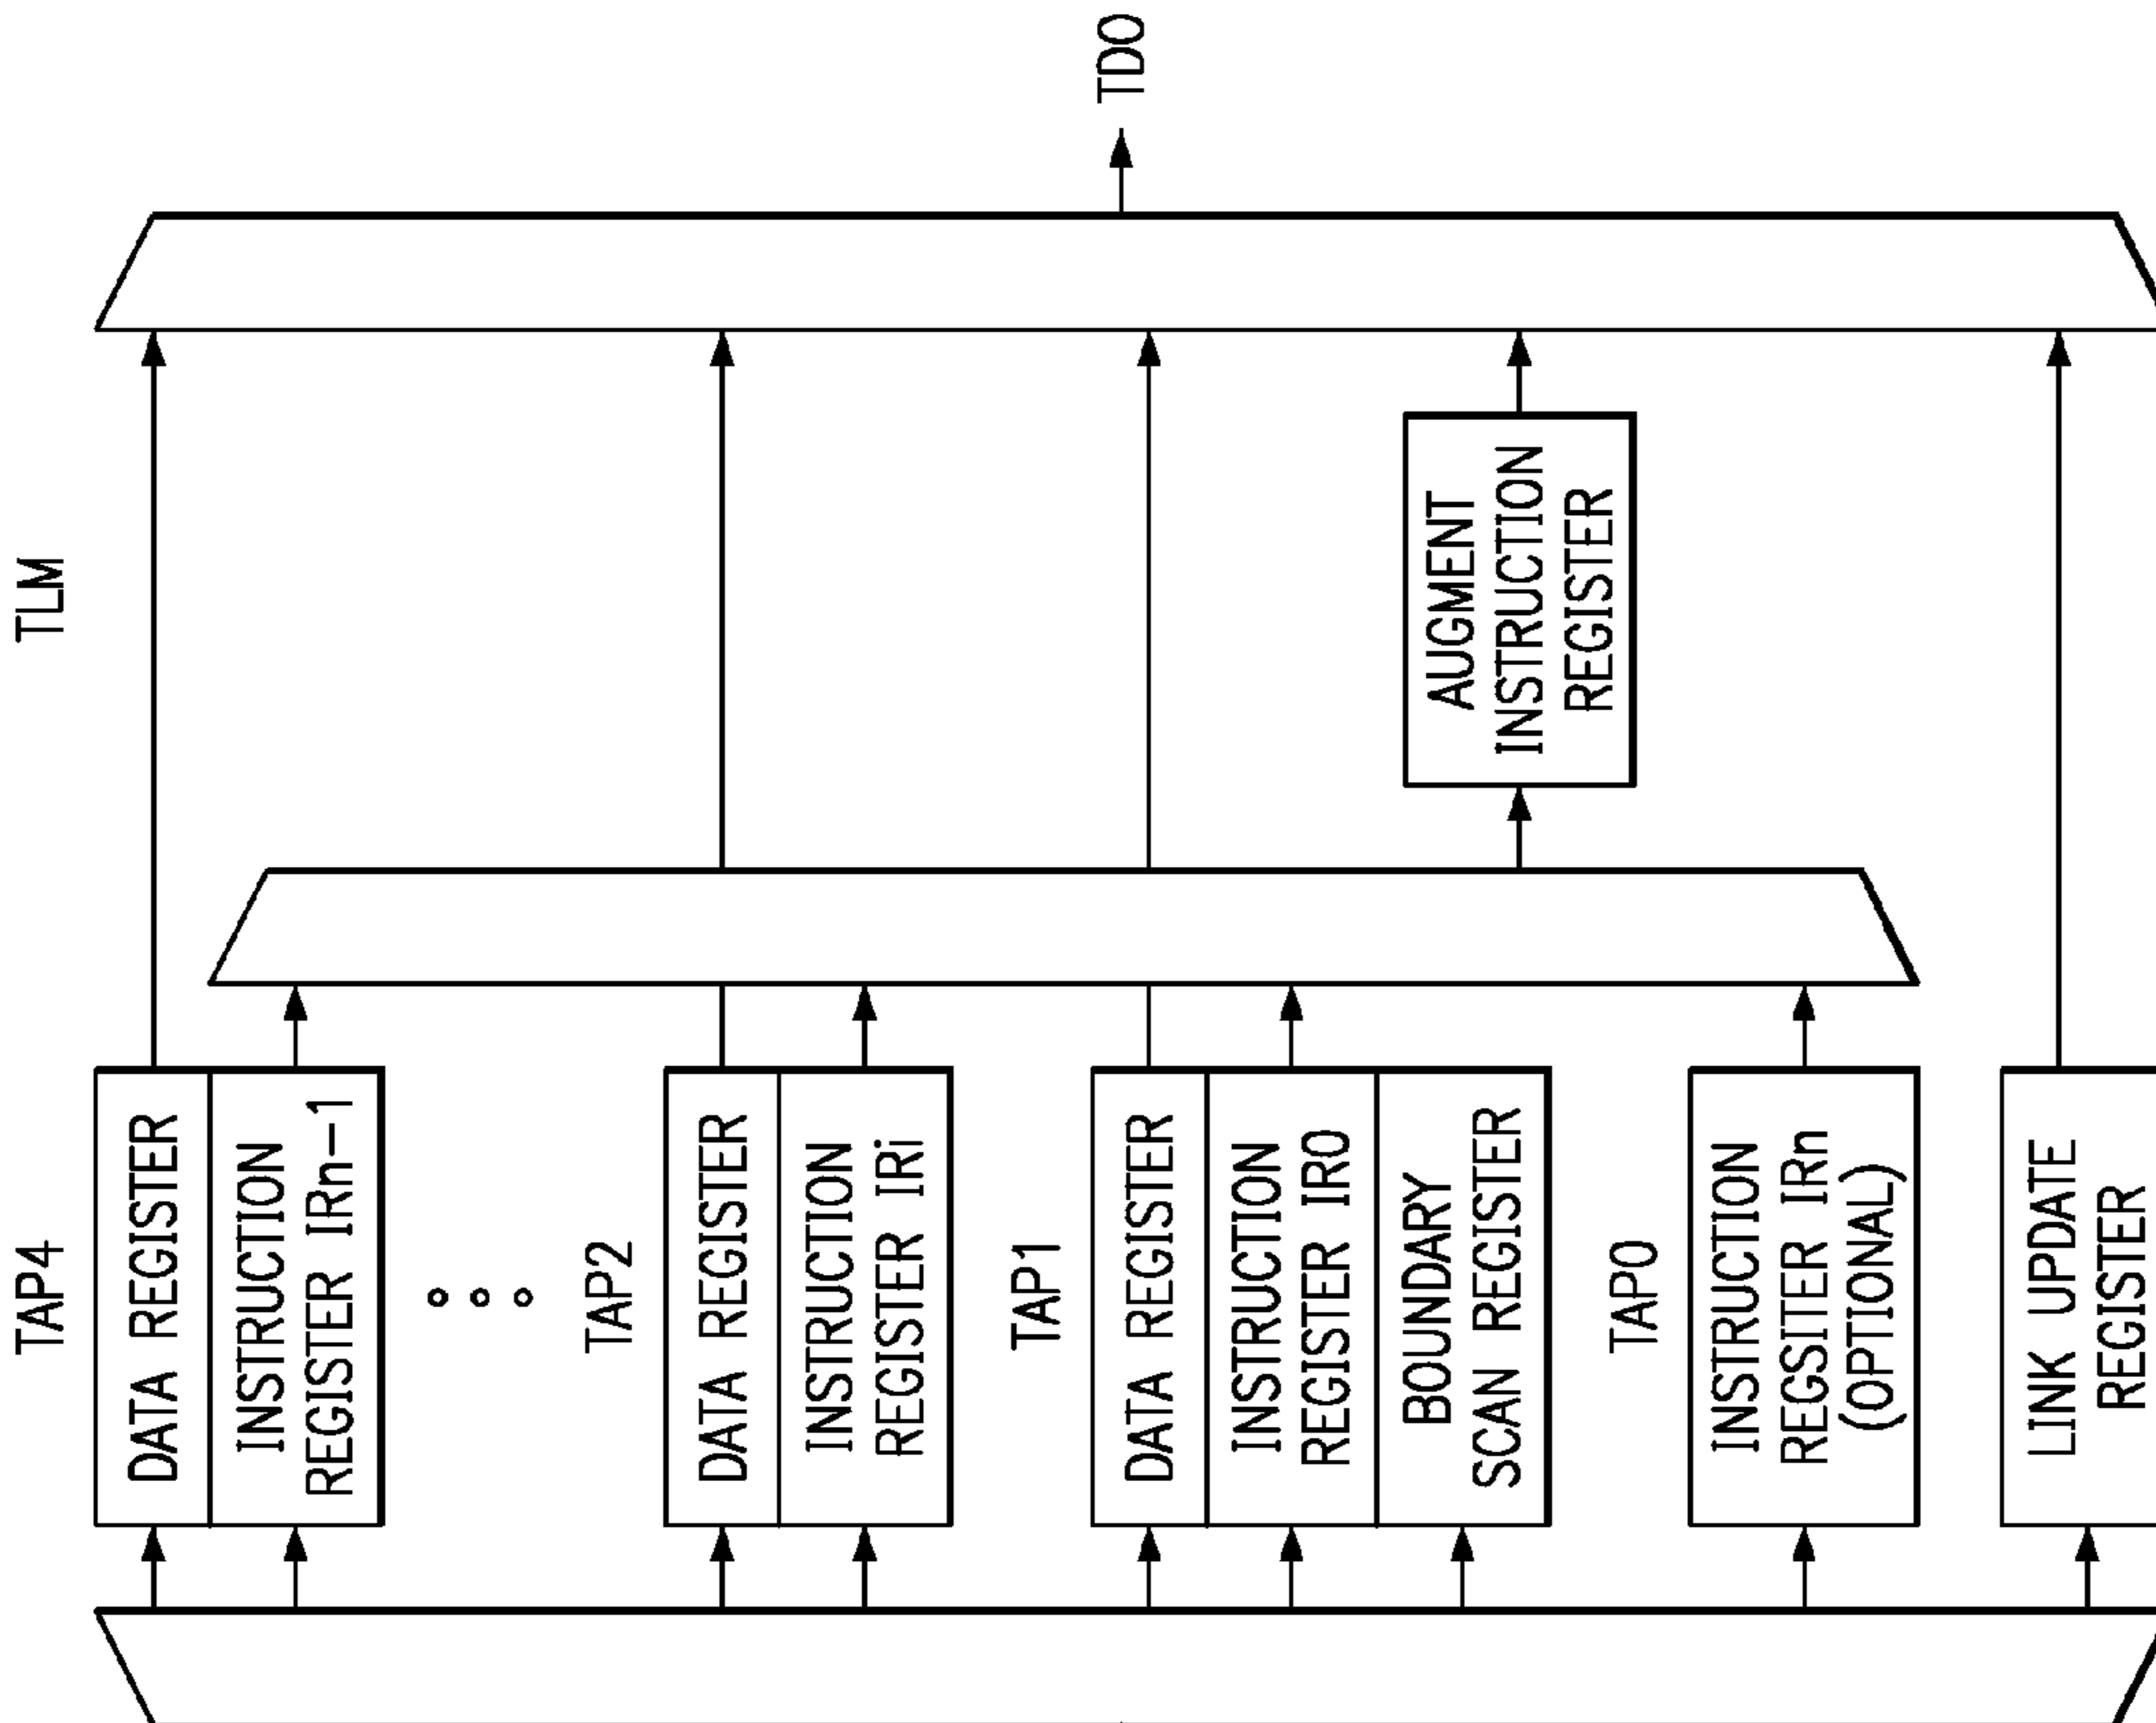 TAP4
DATA REGISTER
INSTRUCTION
REGISTER IRn-1
TAP2
DATA REGISTER
INSTRUCTION
REGISTER IRi
TAP1
DATA REGISTER
INSTRUCTION
REGISTER IR0
BOUNDARY
SCAN REGISTER
TAP0
INSTRUCTION
REGSITER IRn
(OPTIONAL)
LINK UPDATE
REGISTER
TLM
AUGMENT
INSTRUCTION
REGISTER
TDO